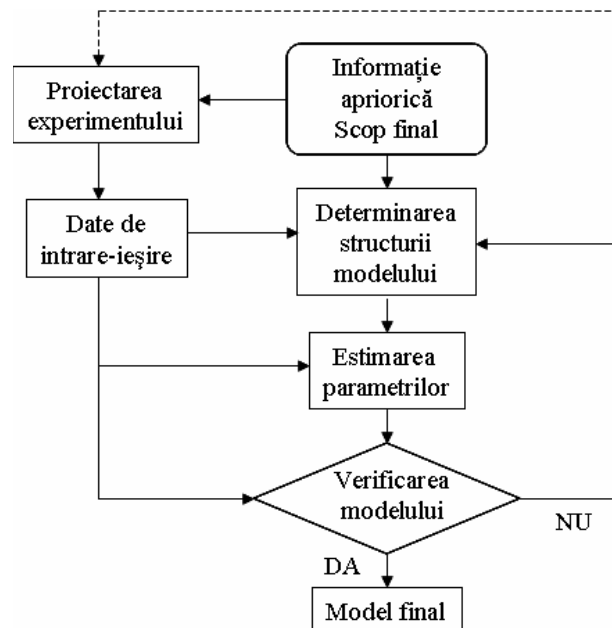 Informație
apriorică
Scop final
Proiectarea
experimentului
Date de
intrare-ieşire
Determinarea
structurii
modelului
Estimarea
parametrilor
Verificarea
modelului
NU
DA
Model final